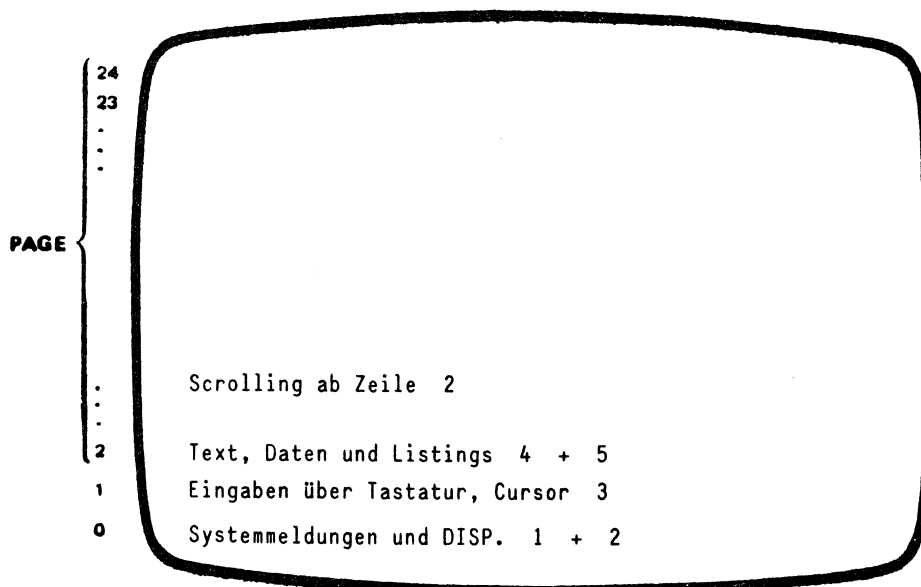 24
23
.
.
.
PAGE
. Scrolling ab Zeile 2
.
.
2 Text, Daten und Listings 4 + 5
1 Eingaben über Tastatur, Cursor 3
0 Systemmeldungen und DISP. 1 + 2